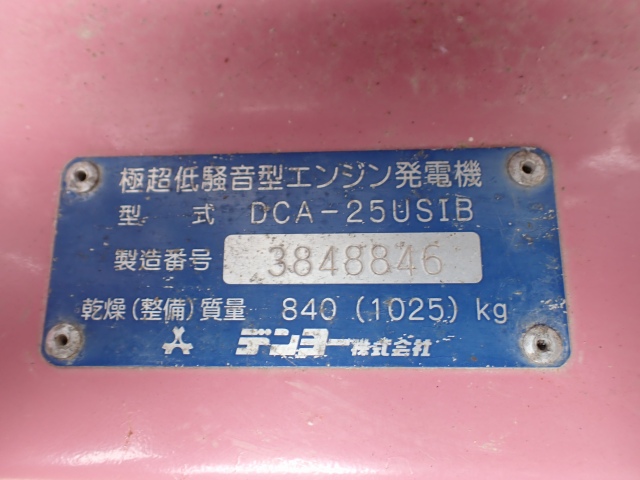 極超低騒音型エンジン発電機
型 式 DCA-25USIB
製造番号 3848846
乾燥(整備)質量 840(1025)kg
デンヨー株式会社